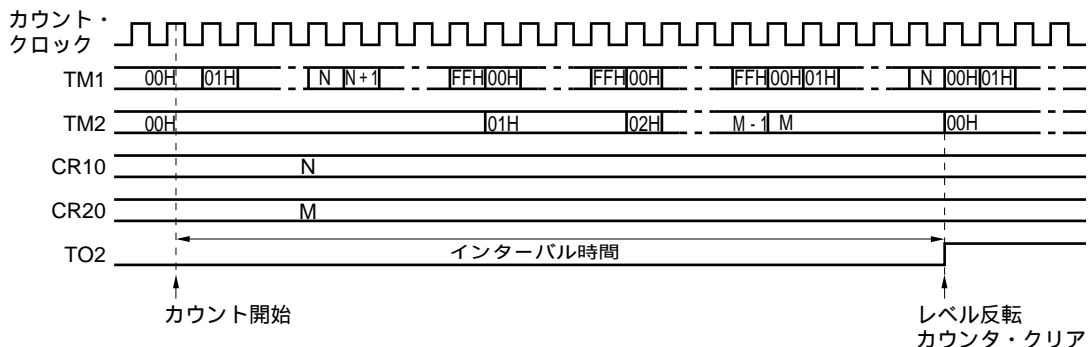 カウント・
クロック
TM1 00H 01H N N+1 FFH 00H FFH 00H FFH 00H 01H N 00H 01H
TM2 00H 01H 02H M-1 M 00H
CR10 N
CR20 M
TO2 インターバル時間
カウント開始 レベル反転
カウンタ・クリア